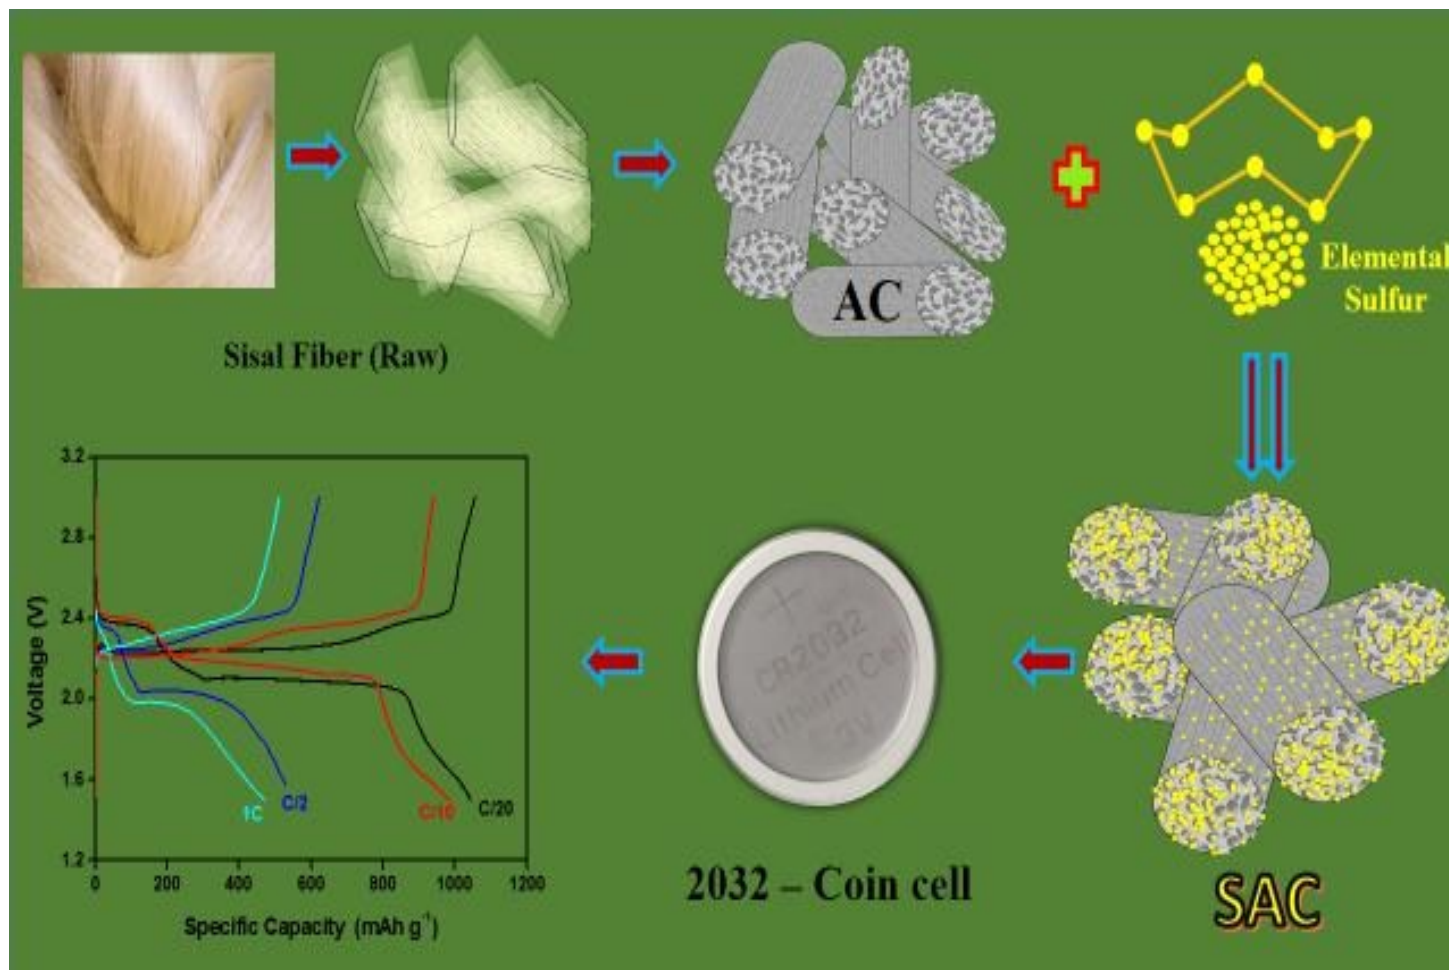 AC
Elemental
Sulfur
Sisal Fiber (Raw)
3.2
2.8
2.4
2.0
1.6
1.2
Voltage (V)
1C
C/2
C/10
C/20
0
200
400
600
800
1000
1200
Specific Capacity (mAh g⁻¹)
CR2032
Lithium Cell
3V
2032 – Coin cell
SAC